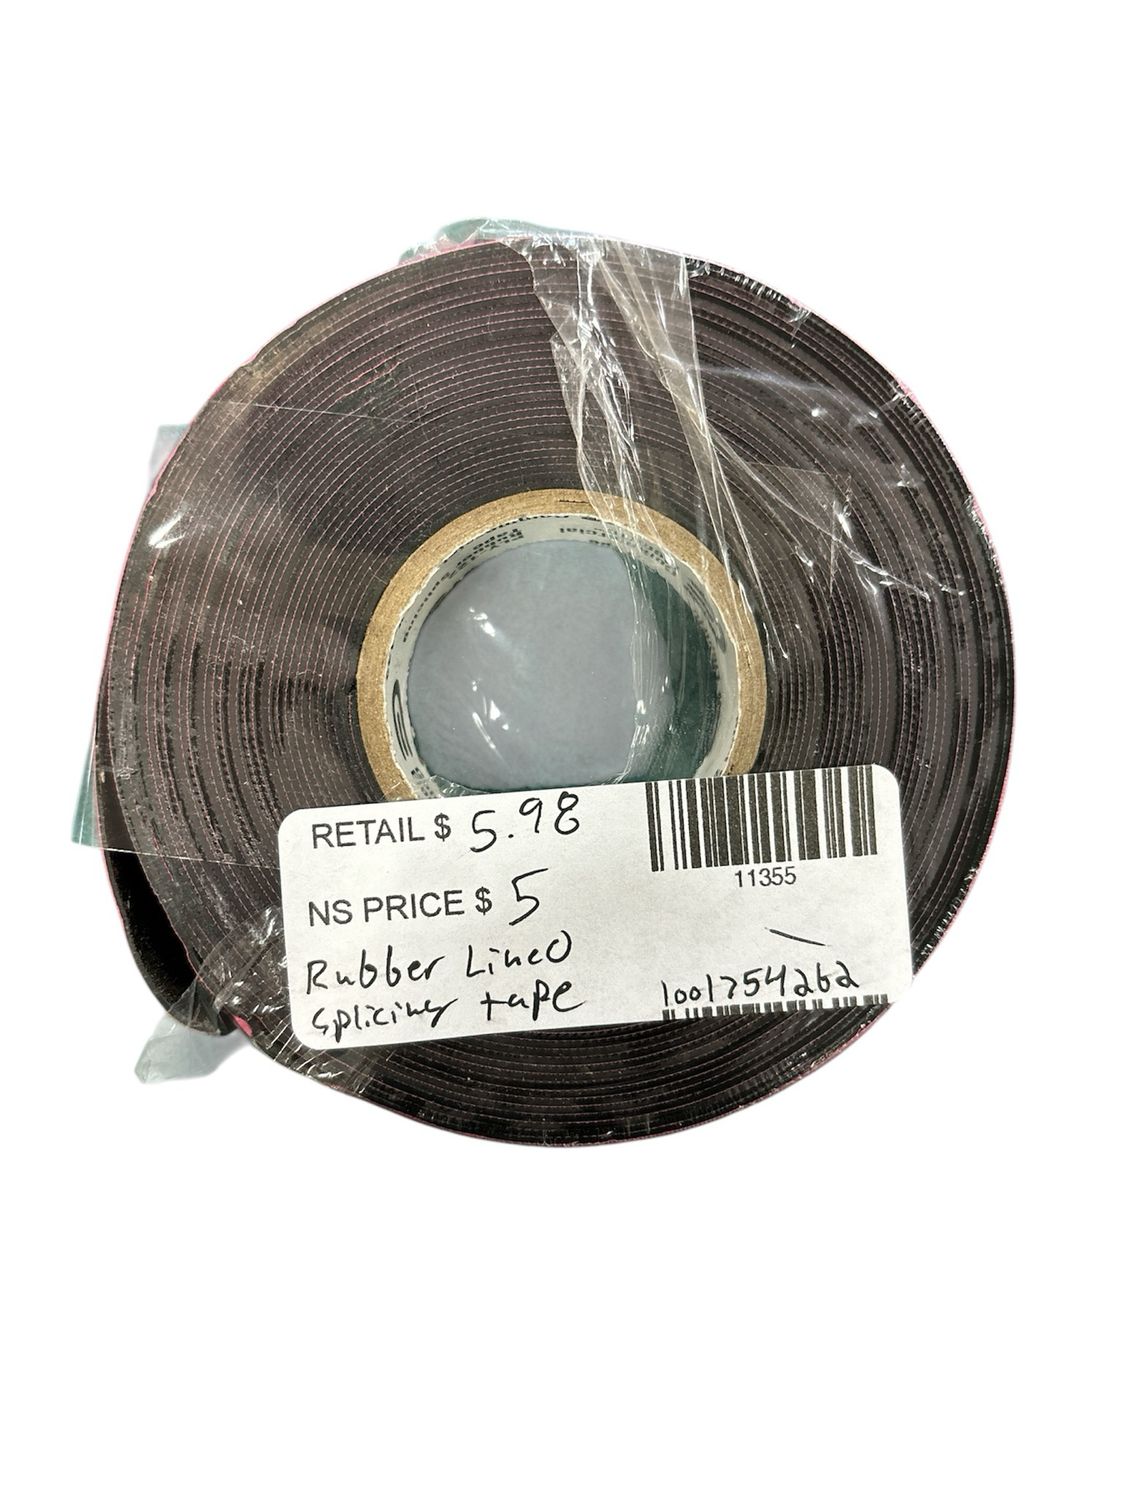 RETAIL $ 5.98
11355
NS PRICE $ 5
Rubber Lined
splicing tape
1001754262